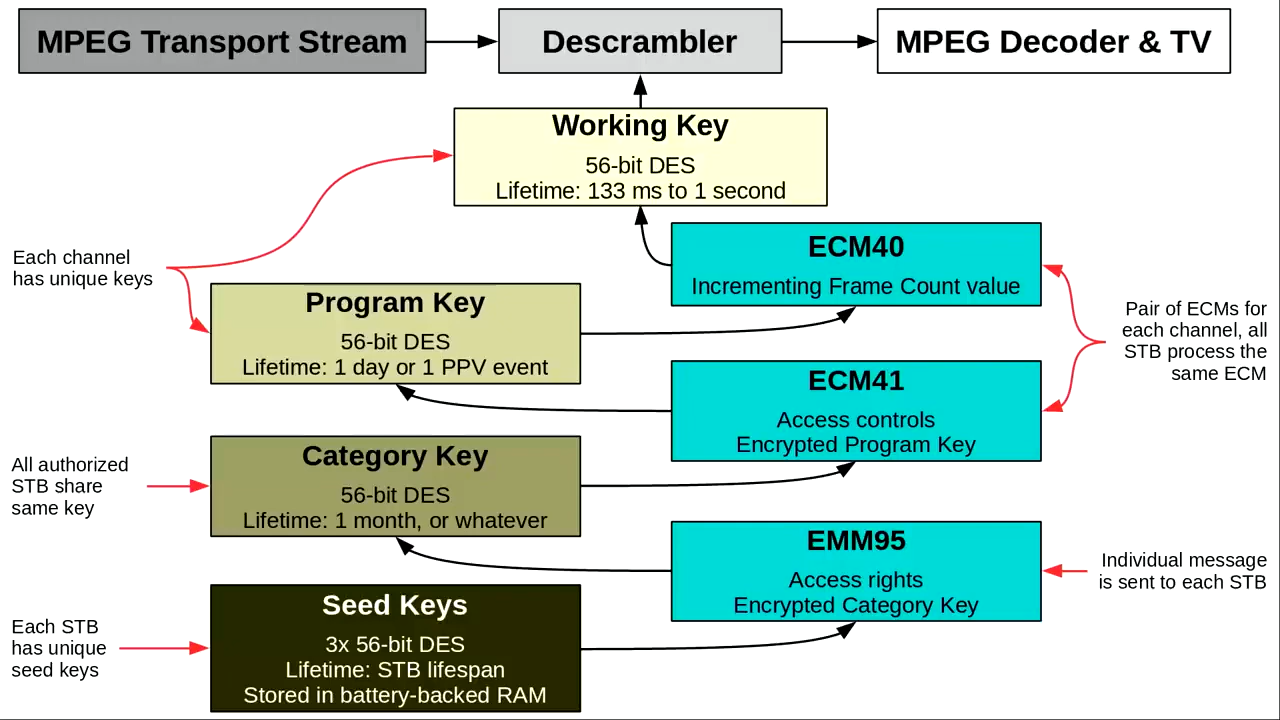 MPEG Transport Stream
Descrambler
MPEG Decoder & TV
Working Key
56-bit DES
Lifetime: 133 ms to 1 second
ECM40
Incrementing Frame Count value
Each channel
has unique keys
Program Key
56-bit DES
Lifetime: 1 day or 1 PPV event
Pair of ECMs for
each channel, all
STB process the
same ECM
ECM41
Access controls
Encrypted Program Key
All authorized
STB share
same key
Category Key
56-bit DES
Lifetime: 1 month, or whatever
EMM95
Access rights
Encrypted Category Key
Individual message
is sent to each STB
Each STB
has unique
seed keys
Seed Keys
3x 56-bit DES
Lifetime: STB lifespan
Stored in battery-backed RAM